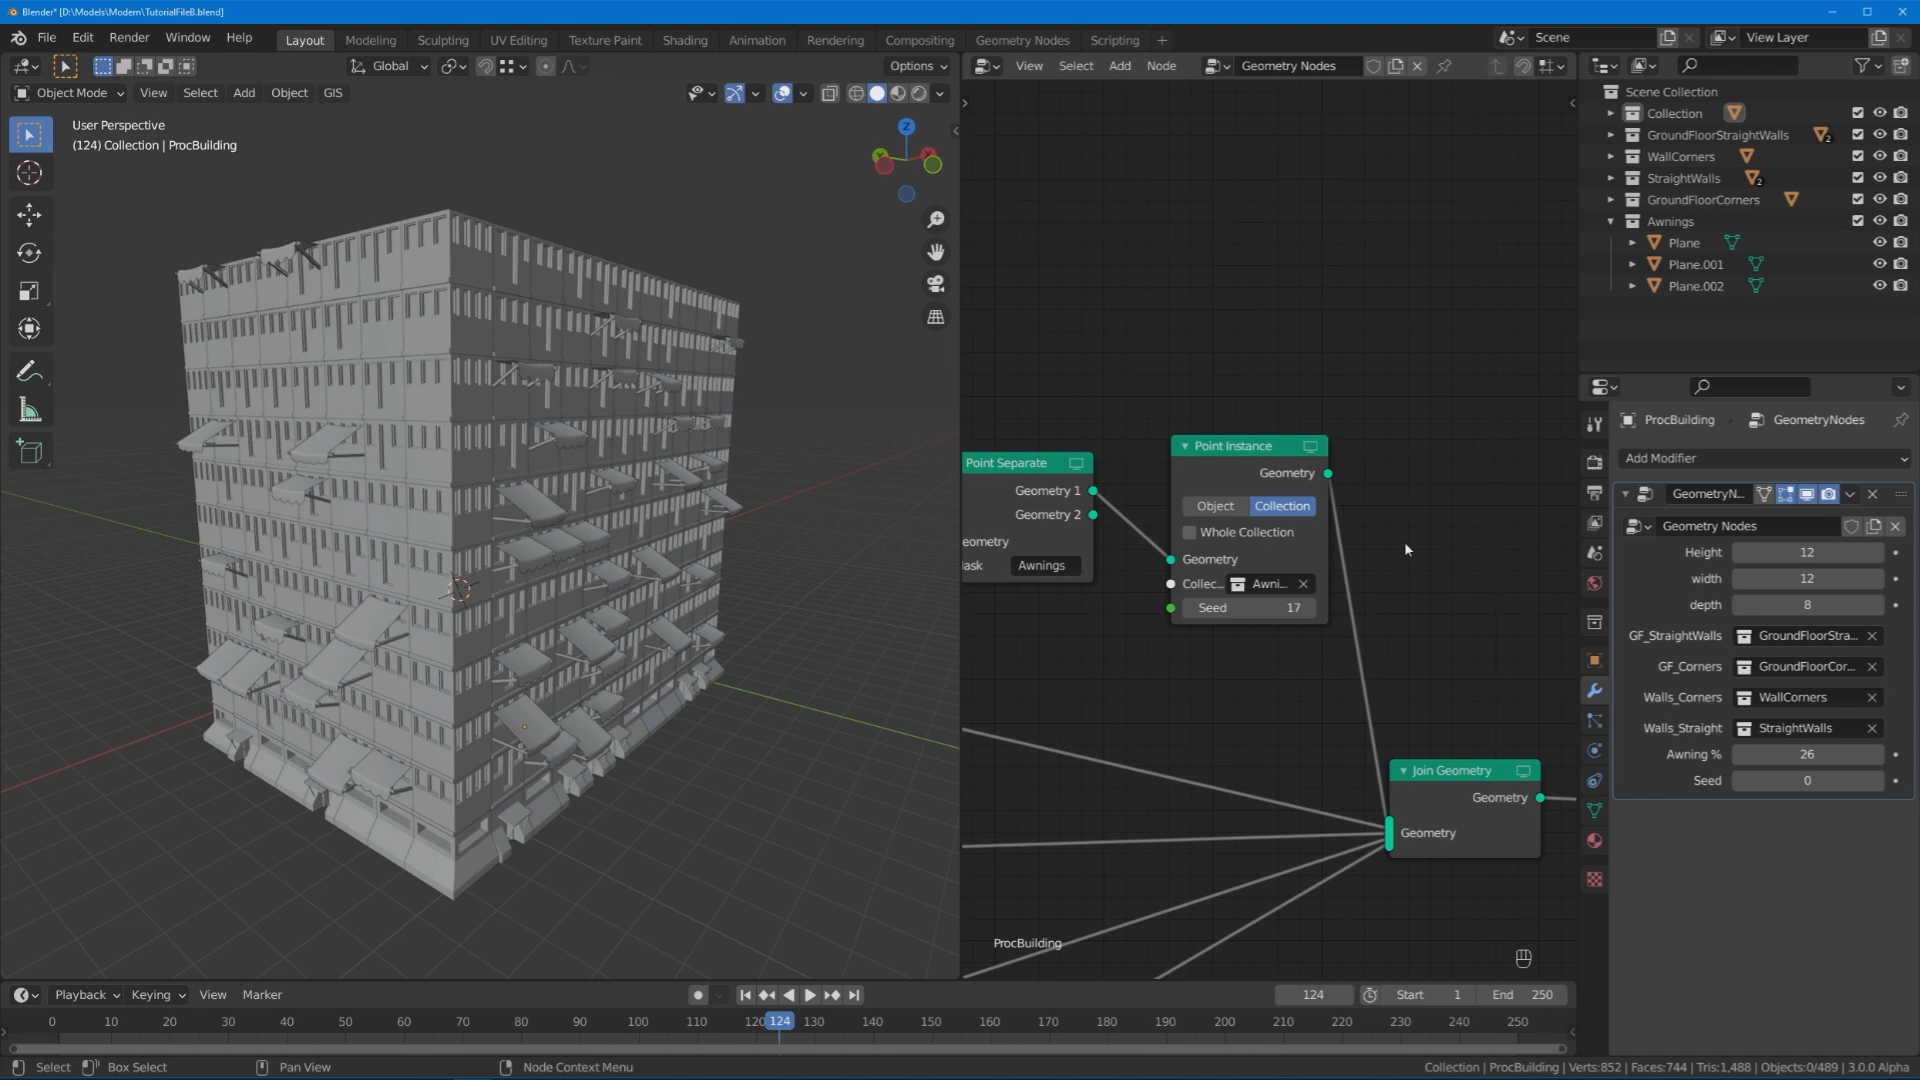 Blender* [D:\Models\Modern\TutorialFileB.blend]
File Edit Render Window Help Layout Modeling Sculpting UV Editing Texture Paint Shading Animation Rendering Compositing Geometry Nodes Scripting + Scene View Layer
Global Options
View Select Add Node Geometry Nodes
Object Mode View Select Add Object GIS
User Perspective
(124) Collection | ProcBuilding
Z
Scene Collection
Collection
GroundFloorStraightWalls 2
WallCorners
StraightWalls 2
GroundFloorCorners
Awnings
Plane
Plane.001
Plane.002
Point Separate
Geometry 1
Geometry 2
eometry
lask Awnings
Point Instance
Geometry
Object Collection
Whole Collection
Geometry
Collec... Awni...
Seed 17
Join Geometry
Geometry
Geometry
ProcBuilding
ProcBuilding GeometryNodes
Add Modifier
GeometryN...
Geometry Nodes
Height 12
width 12
depth 8
GF_StraightWalls GroundFloorStra...
GF_Corners GroundFloorCor...
Walls_Corners WallCorners
Walls_Straight StraightWalls
Awning % 26
Seed 0
Playback Keying View Marker 124 Start 1 End 250
0 10 20 30 40 50 60 70 80 90 100 110 120 124 130 140 150 160 170 180 190 200 210 220 230 240 250
Select Box Select Pan View Node Context Menu Collection | ProcBuilding | Verts:852 | Faces:744 | Tris:1,488 | Objects:0/489 | 3.0.0 Alpha